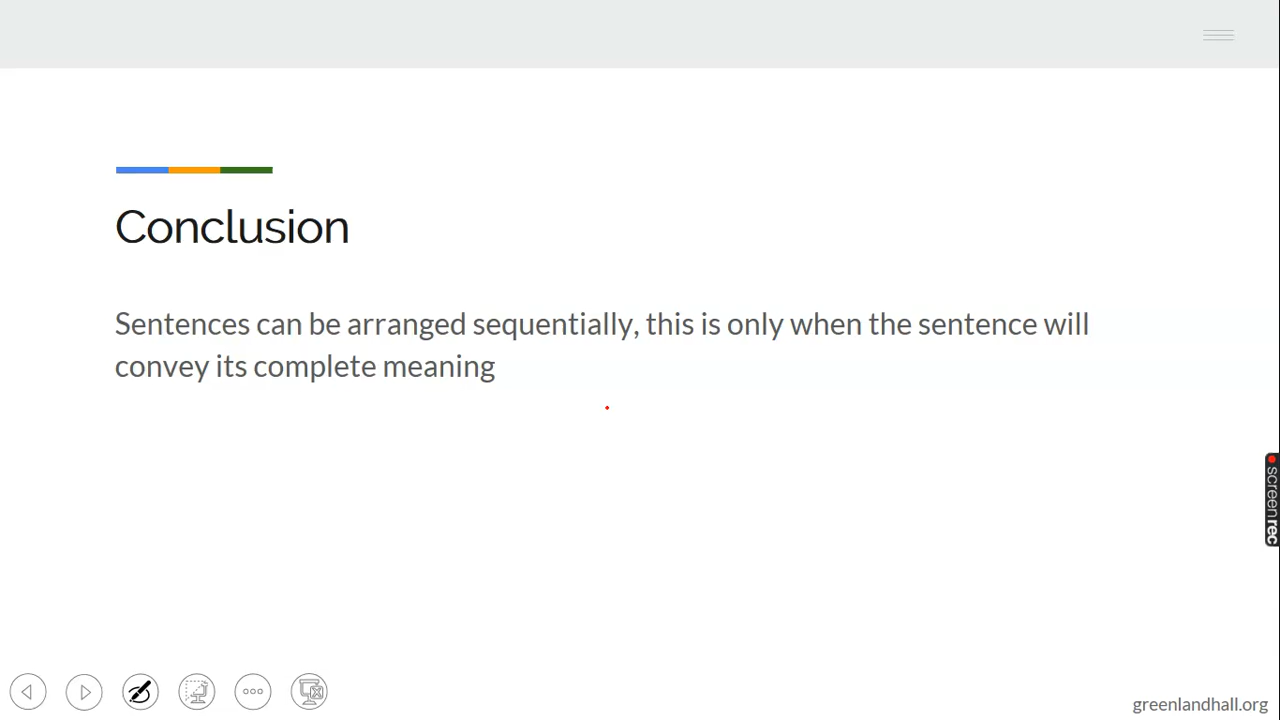 Conclusion
Sentences can be arranged sequentially, this is only when the sentence will
convey its complete meaning
screenrec
greenlandhall.org